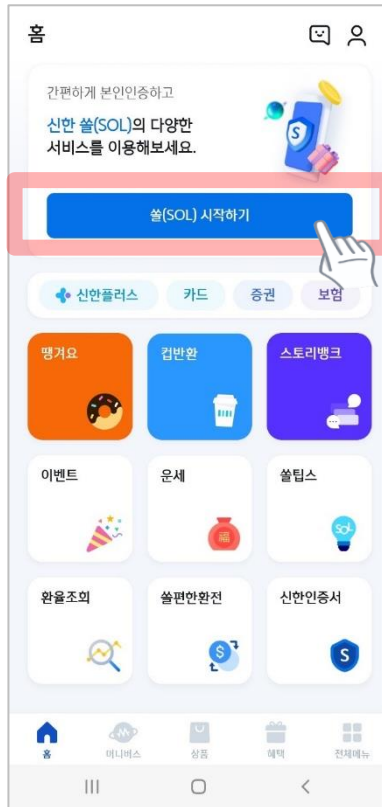 홈
간편하게 본인인증하고
신한 쏠(SOL)의 다양한
서비스를 이용해보세요.
S
쏠(SOL) 시작하기
신한플러스 카드 증권 보험
땡겨요 컵반환 스토리뱅크
이벤트 운세 쏠팁스
福 SOL
환율조회 쏠편한환전 신한인증서
$ S
홈 머니버스 상품 혜택 전체메뉴